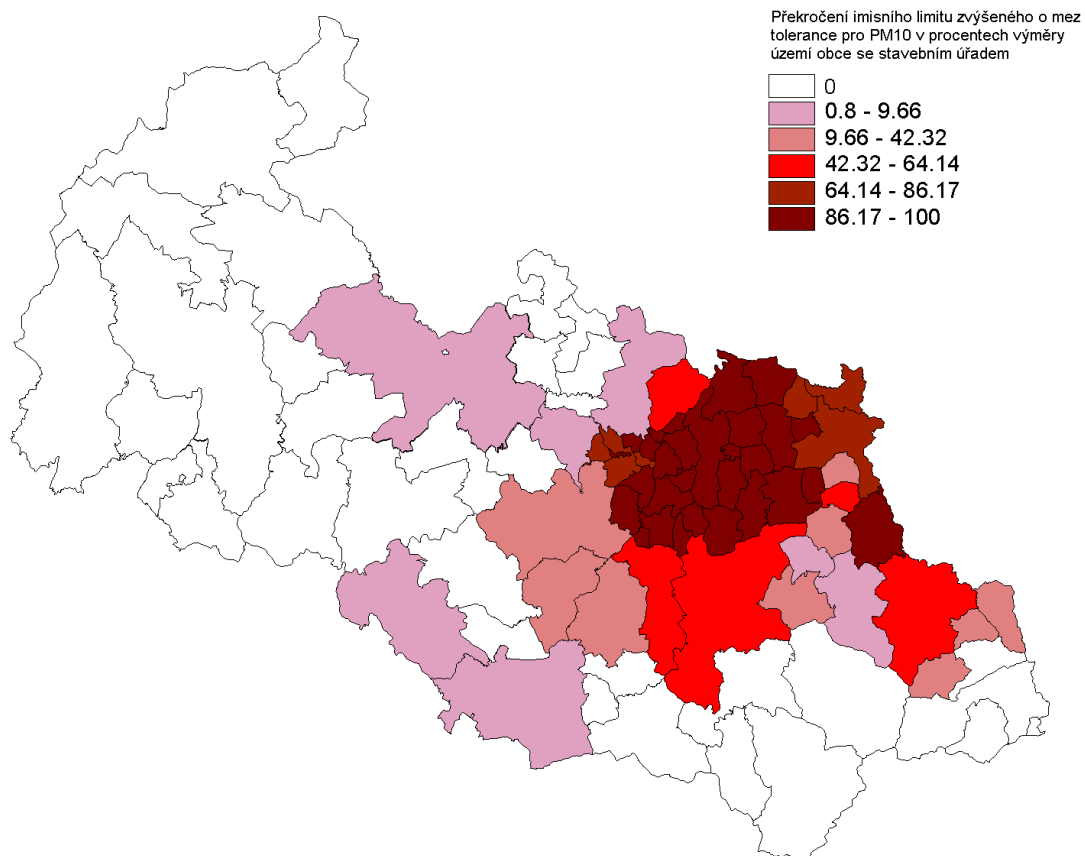 Překročení imisního limitu zvýšeného o mez
tolerance pro PM10 v procentech výměry
území obce se stavebním úřadem
0
0.8 - 9.66
9.66 - 42.32
42.32 - 64.14
64.14 - 86.17
86.17 - 100